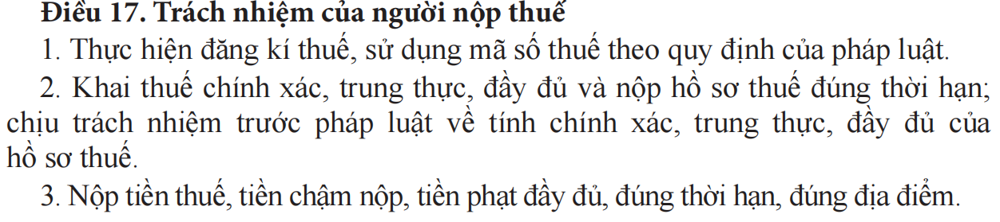 Điều 17. Trách nhiệm của người nộp thuế
1. Thực hiện đăng kí thuế, sử dụng mã số thuế theo quy định của pháp luật.
2. Khai thuế chính xác, trung thực, đầy đủ và nộp hồ sơ thuế đúng thời hạn;
chịu trách nhiệm trước pháp luật về tính chính xác, trung thực, đầy đủ của
hồ sơ thuế.
3. Nộp tiền thuế, tiền chậm nộp, tiền phạt đầy đủ, đúng thời hạn, đúng địa điểm.